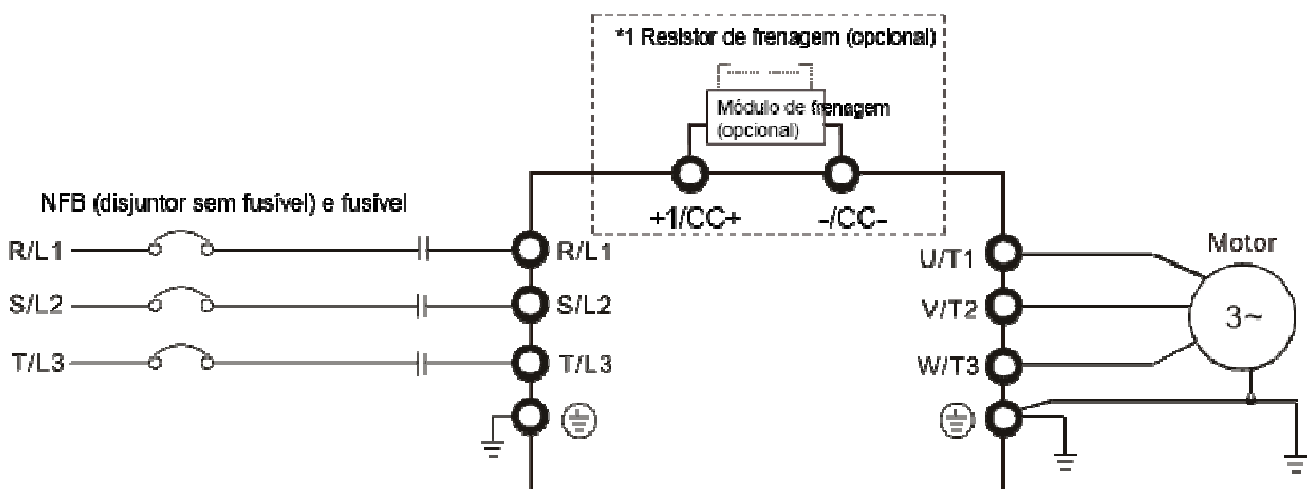 *1 Resistor de frenagem (opcional)
Módulo de frenagem
(opcional)
+1/CC+
-/CC-
NFB (disjuntor sem fusível) e fusível
R/L1
R/L1
S/L2
S/L2
T/L3
T/L3
U/T1
V/T2
W/T3
Motor
3~